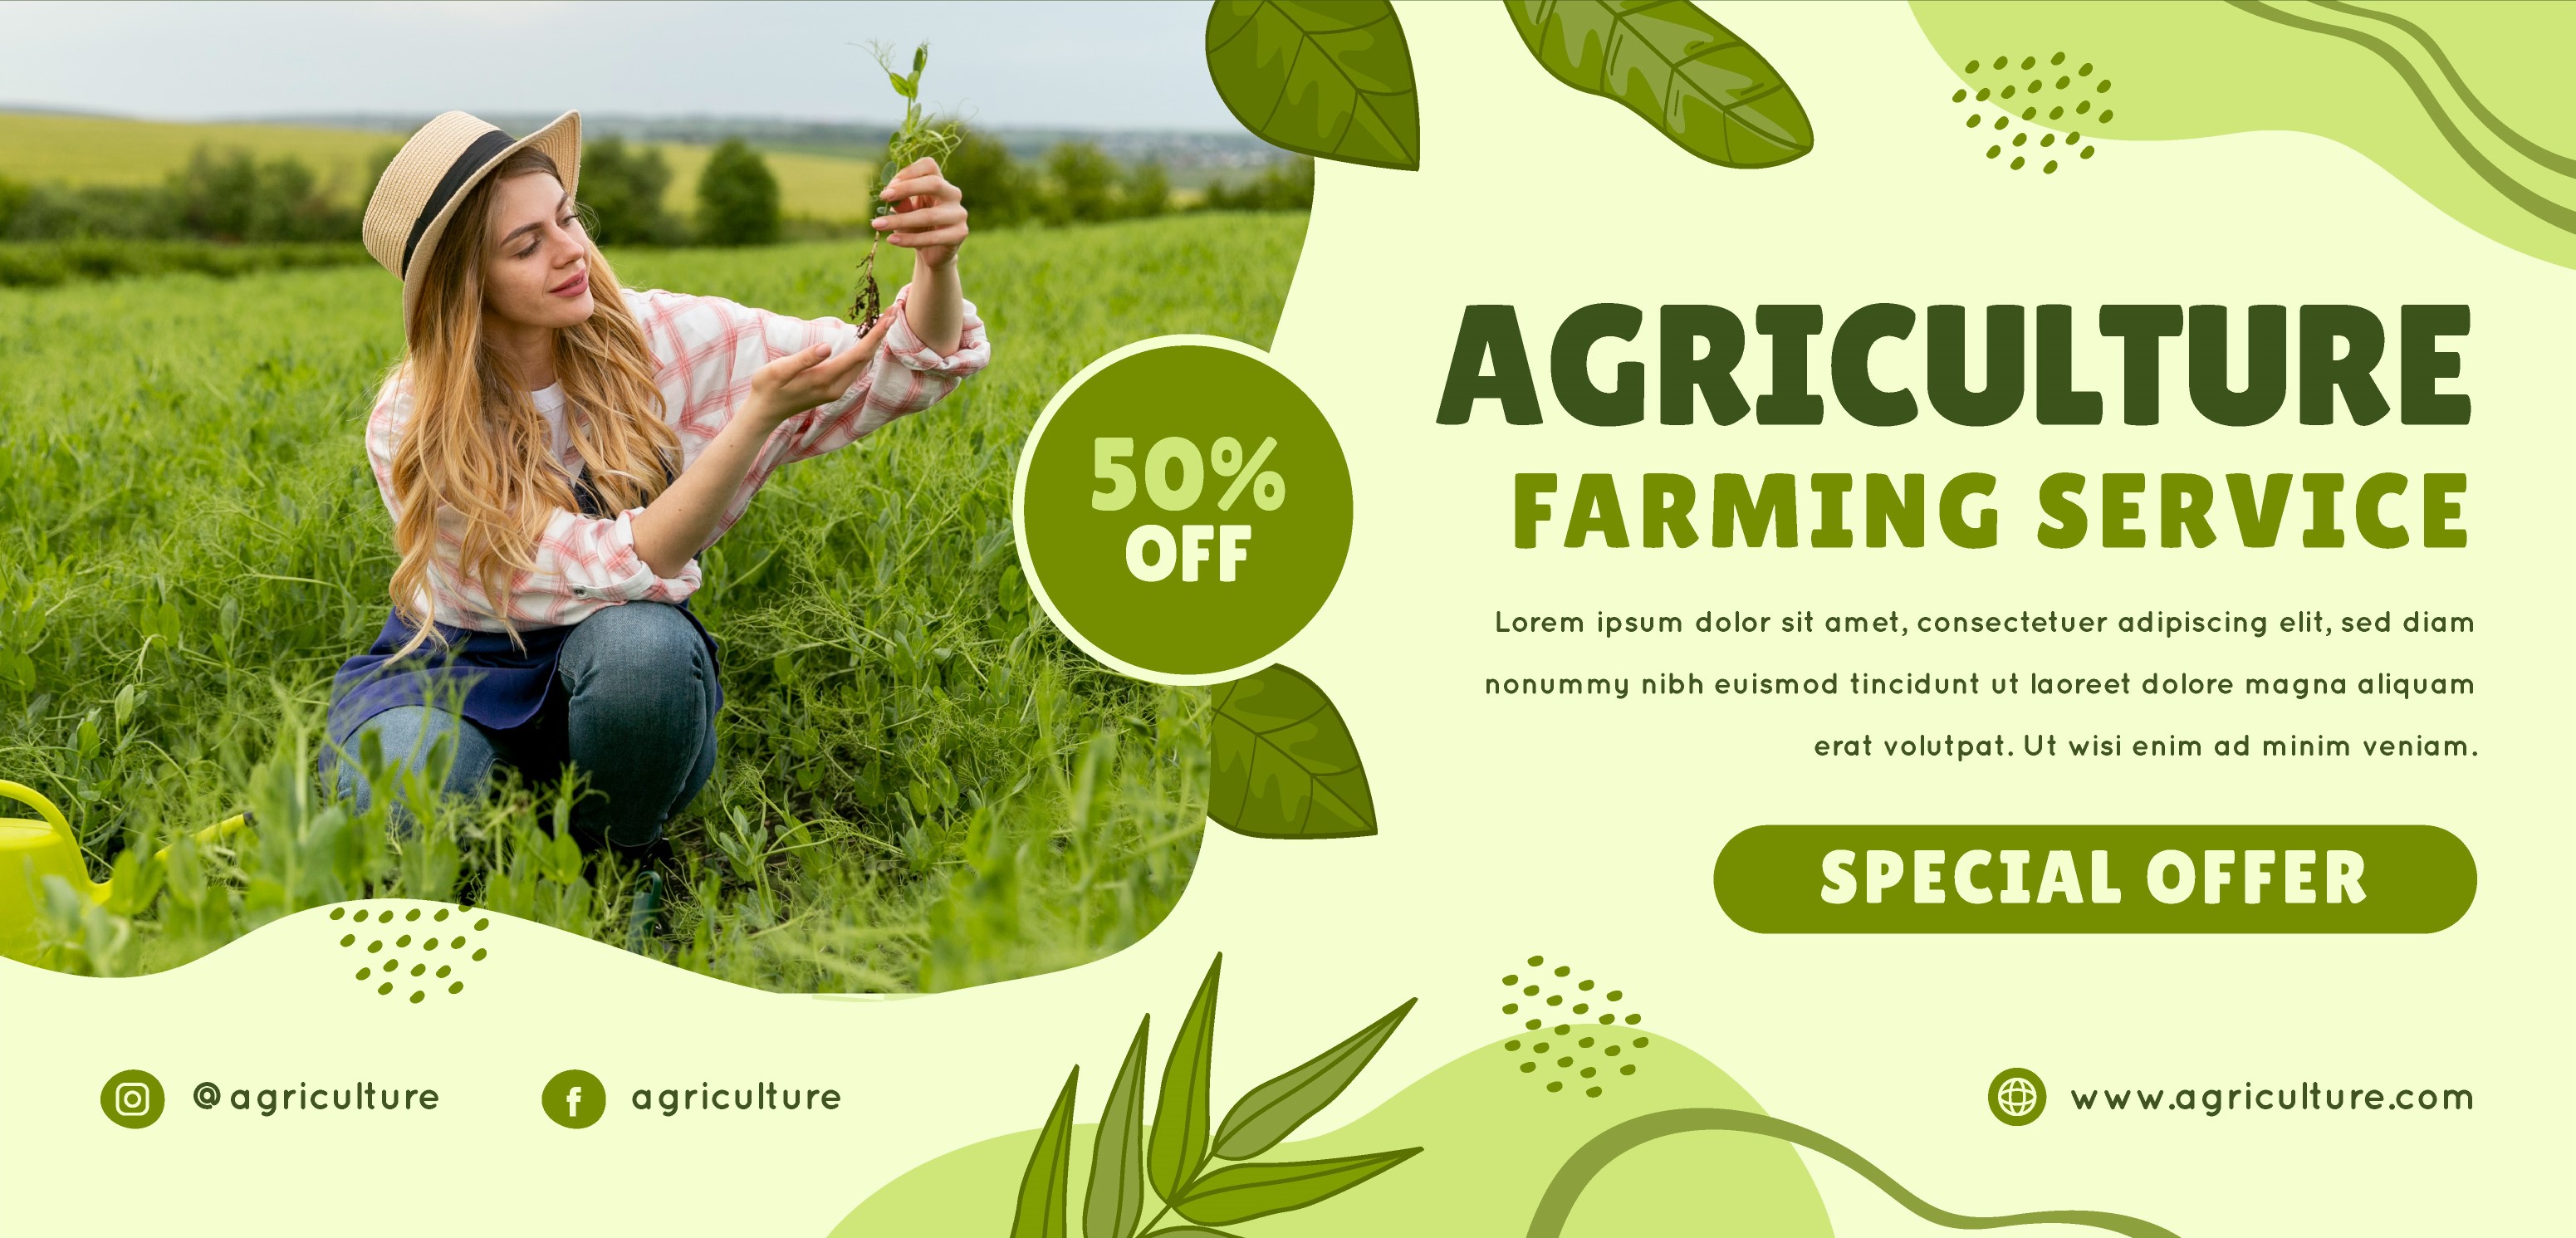 50%
OFF
AGRICULTURE
FARMING SERVICE
Lorem ipsum dolor sit amet, consectetuer adipiscing elit, sed diam
nonummy nibh euismod tincidunt ut laoreet dolore magna aliquam
erat volutpat. Ut wisi enim ad minim veniam.
SPECIAL OFFER
@agriculture
agriculture
www.agriculture.com